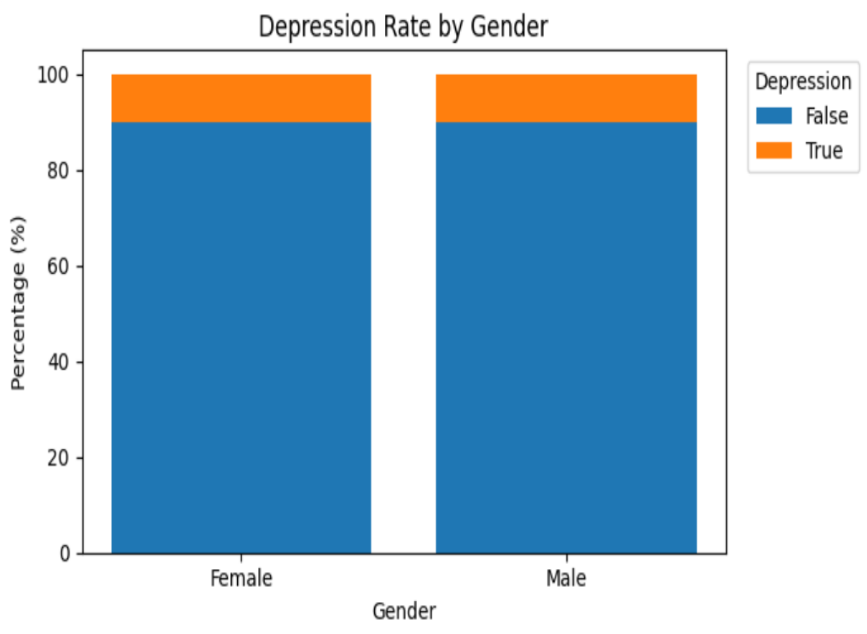 Depression Rate by Gender
Depression
False
True
Percentage (%)
100
80
60
40
20
0
Female
Male
Gender